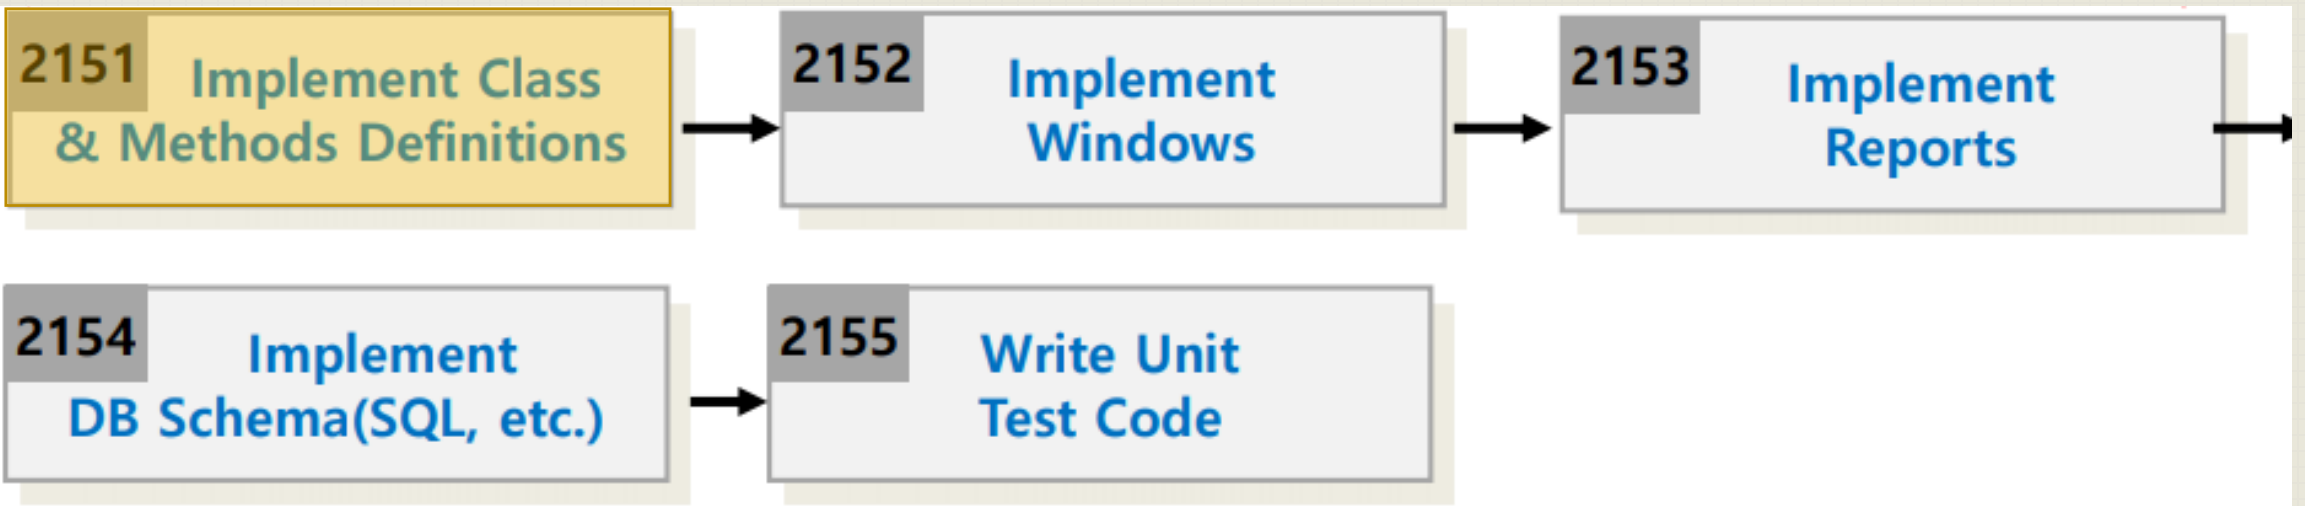 2151
Implement Class
& Methods Definitions
2152
Implement
Windows
2153
Implement
Reports
2154
Implement
DB Schema(SQL, etc.)
2155
Write Unit
Test Code